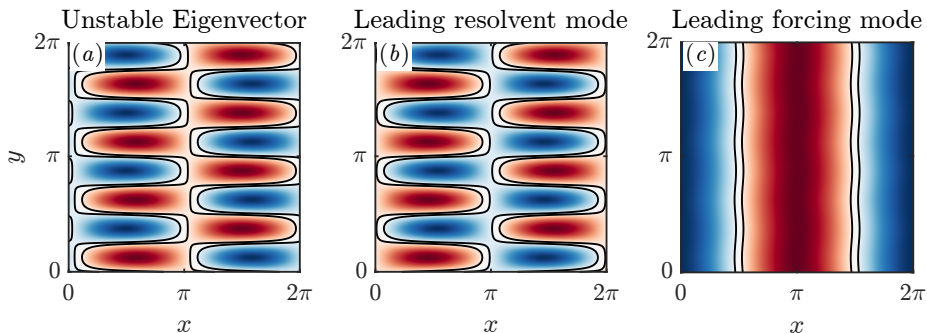 Unstable Eigenvector Leading resolvent mode Leading forcing mode
2π (a) 2π (b) 2π (c)
y π π π
0 0 0
0 π 2π 0 π 2π 0 π 2π
x x x